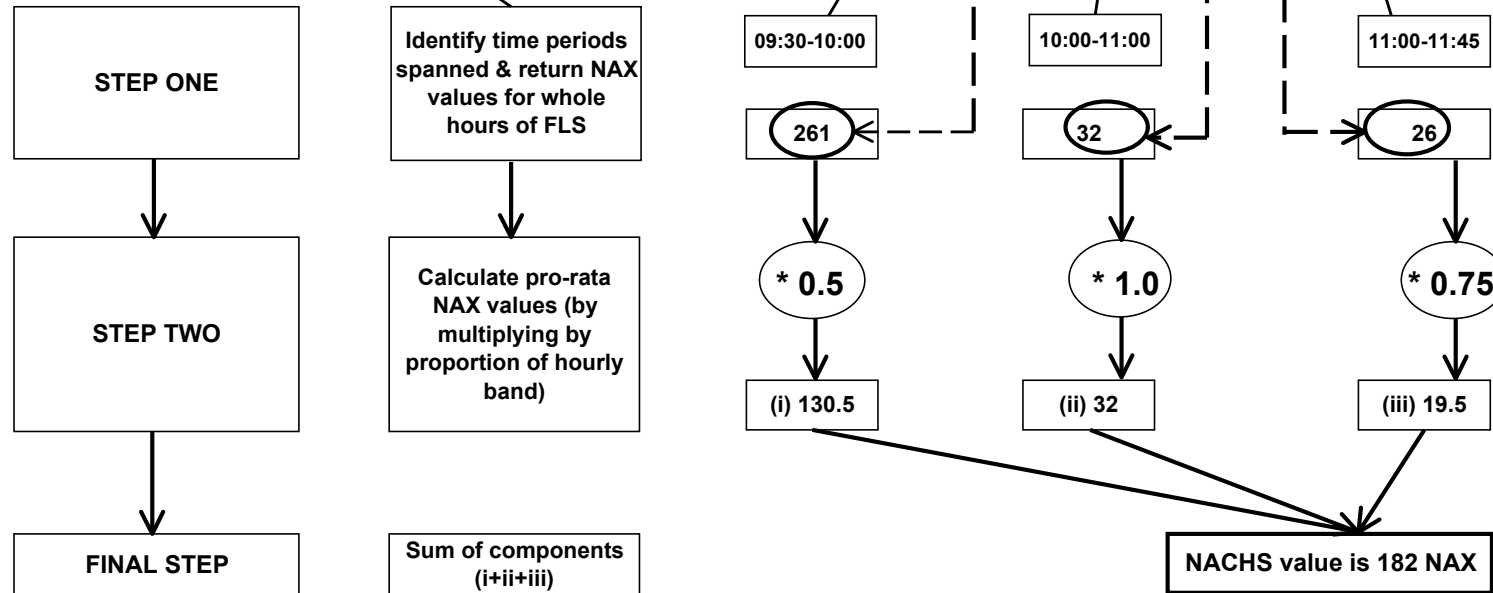 STEP ONE
Identify time periods
spanned & return NAX
values for whole
hours of FLS
09:30-10:00
10:00-11:00
11:00-11:45
261
32
26
STEP TWO
Calculate pro-rata
NAX values (by
multiplying by
proportion of hourly
band)
* 0.5
* 1.0
* 0.75
(i) 130.5
(ii) 32
(iii) 19.5
FINAL STEP
Sum of components
(i+ii+iii)
NACHS value is 182 NAX